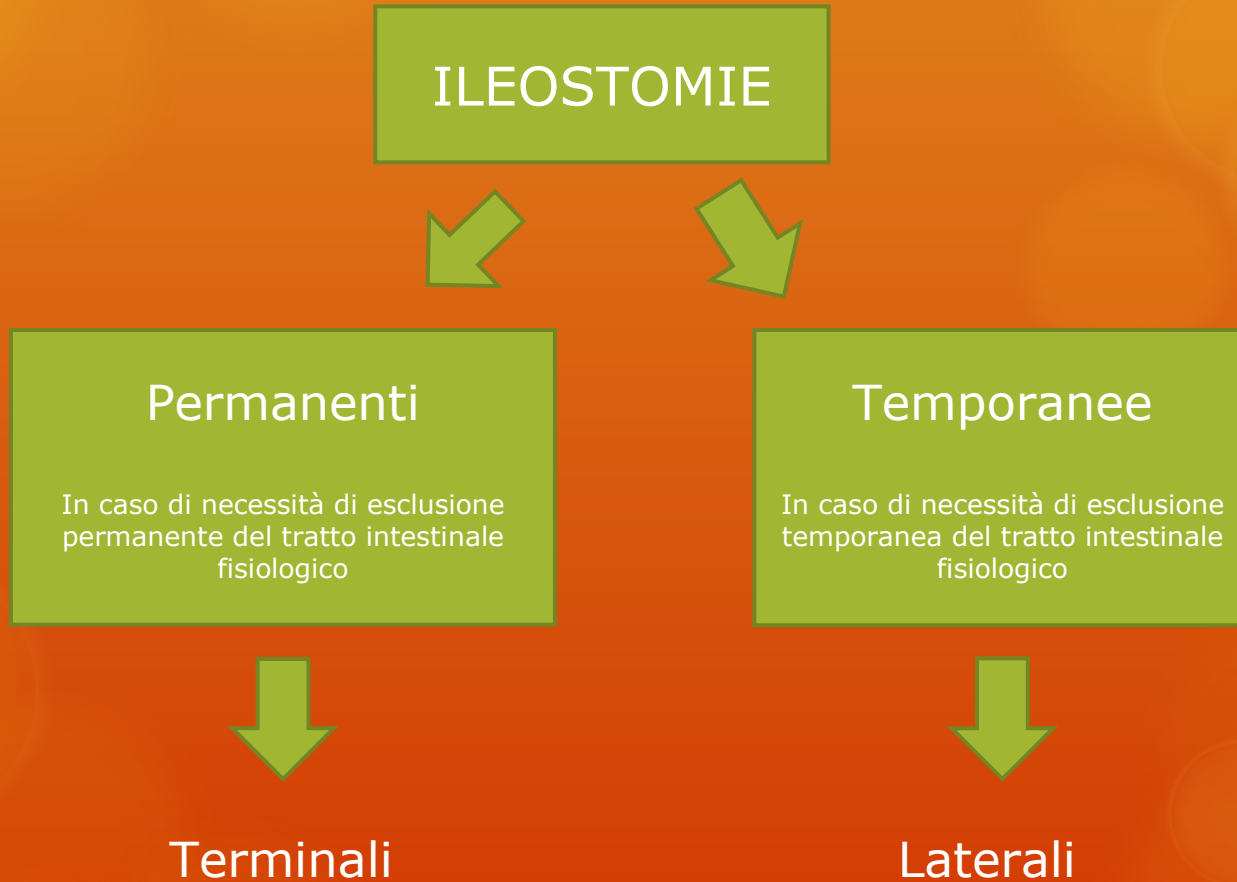 ILEOSTOMIE
Permanenti
In caso di necessità di esclusione
permanente del tratto intestinale
fisiologico
Temporanee
In caso di necessità di esclusione
temporanea del tratto intestinale
fisiologico
Terminali
Laterali